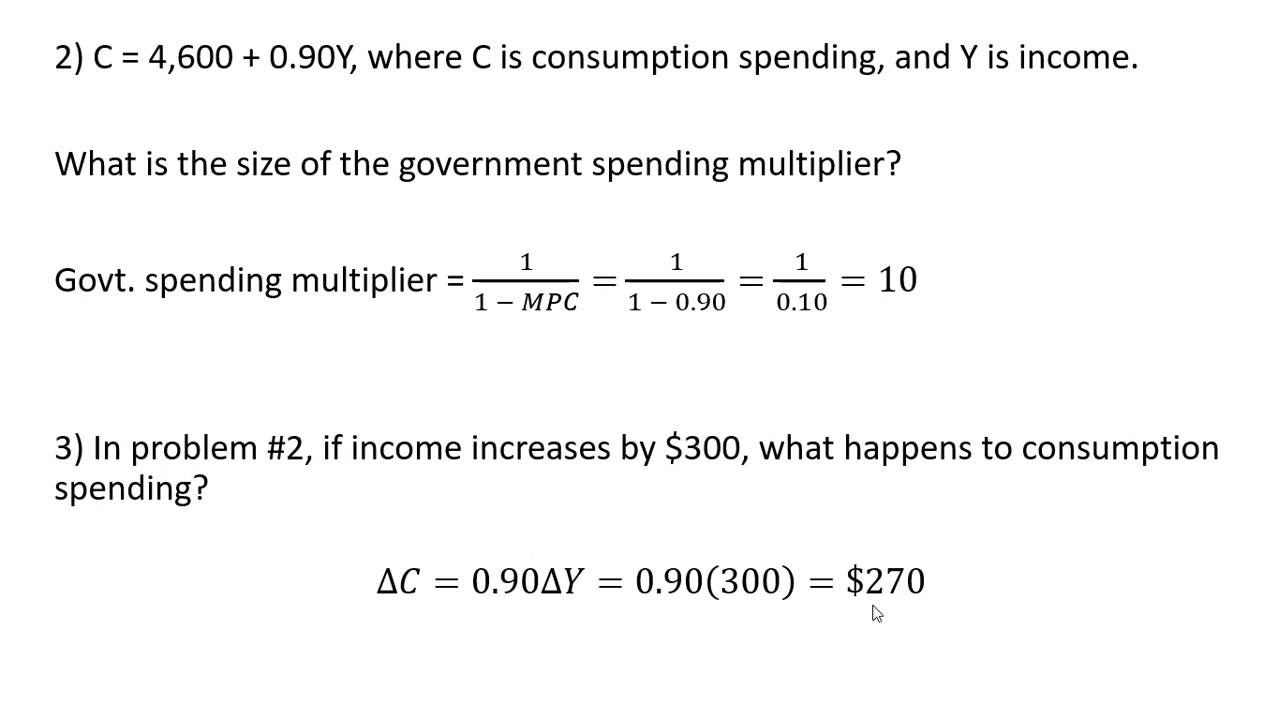 2) C = 4,600 + 0.90Y, where C is consumption spending, and Y is income.
What is the size of the government spending multiplier?
Govt. spending multiplier = 1/(1 − MPC) = 1/(1 − 0.90) = 1/0.10 = 10
3) In problem #2, if income increases by $300, what happens to consumption
spending?
ΔC = 0.90ΔY = 0.90(300) = $270